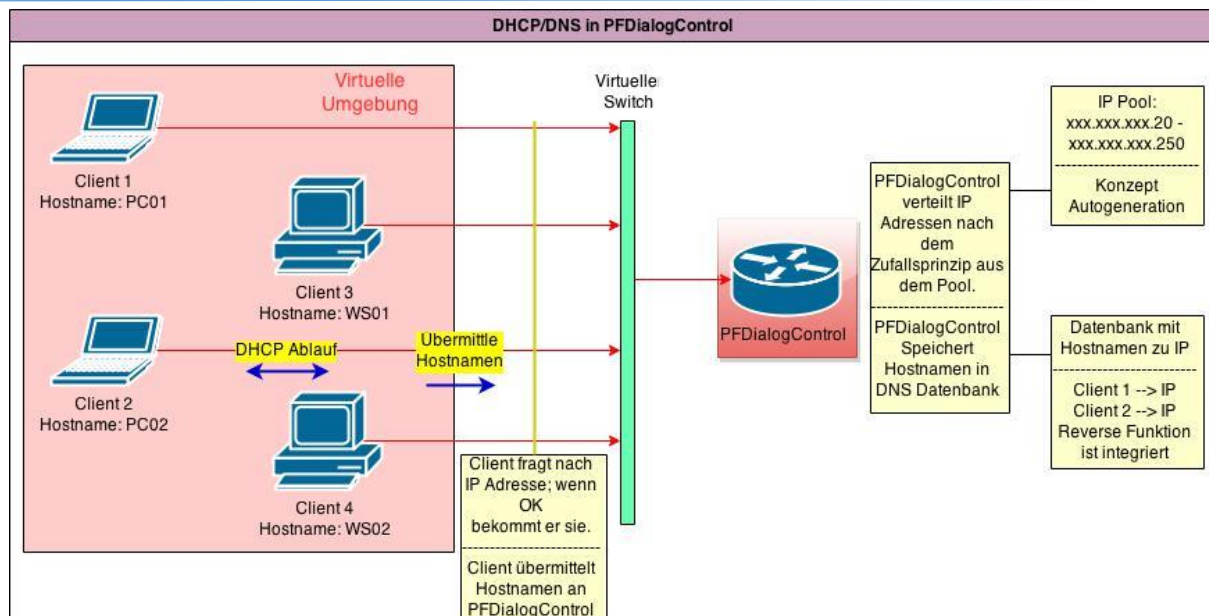 DHCP/DNS in PFDialogControl
Virtuelle
Umgebung
Client 1
Hostname: PC01
Client 3
Hostname: WS01
DHCP Ablauf
Übermittle
Hostnamen
Client 2
Hostname: PC02
Client 4
Hostname: WS02
Client fragt nach
IP Adresse; wenn
OK
bekommt er sie.
Client übermittelt
Hostnamen an
PFDialogControl
Virtuelle
Switch
PFDialogControl
PFDialogControl
verteilt IP
Adressen nach
dem
Zufallsprinzip aus
dem Pool.
PFDialogControl
Speichert
Hostnamen in
DNS Datenbank
IP Pool:
xxx.xxx.xxx.20 -
xxx.xxx.xxx.250
Konzept
Autogeneration
Datenbank mit
Hostnamen zu IP
Client 1 --> IP
Client 2 --> IP
Reverse Funktion
ist integriert